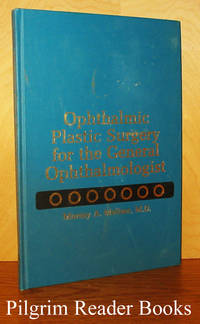 Ophthalmic
Plastic Surgery
for the General
Ophthalmologist
M.D.
Pilgrim Reader Books